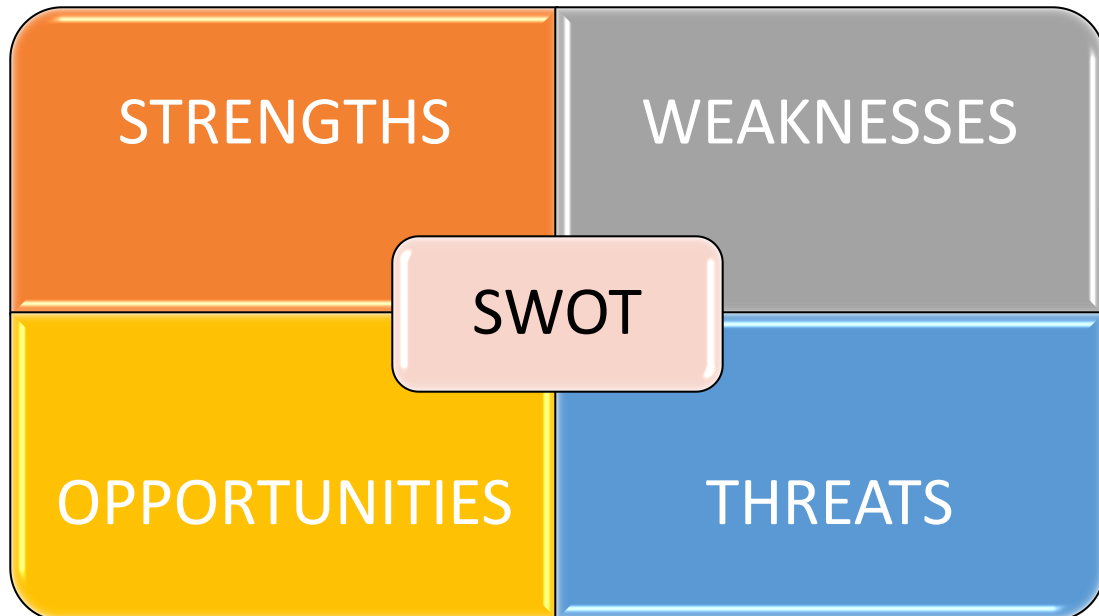 STRENGTHS
WEAKNESSES
SWOT
OPPORTUNITIES
THREATS